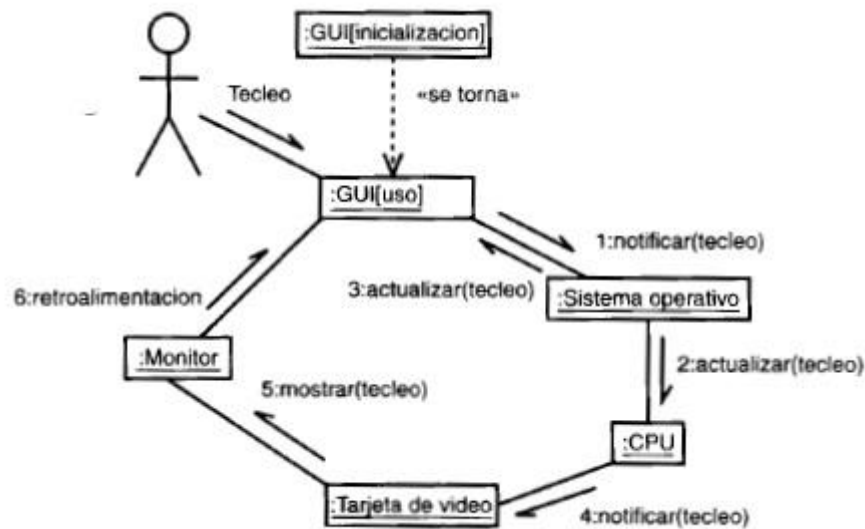 :GUI[inicializacion]
Tecleo
«se torna»
:GUI[uso]
1:notificar(tecleo)
3:actualizar(tecleo)
:Sistema operativo
6:retroalimentacion
:Monitor
2:actualizar(tecleo)
5:mostrar(tecleo)
:CPU
:Tarjeta de video
4:notificar(tecleo)